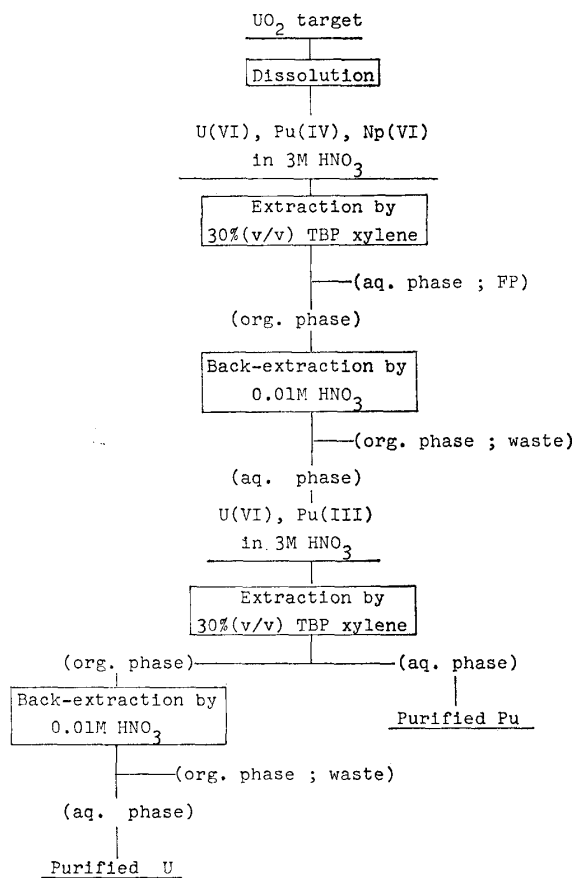 UO2 target
Dissolution
U(VI), Pu(IV), Np(VI)
in 3M HNO3
Extraction by
30%(v/v) TBP xylene
(aq. phase ; FP)
(org. phase)
Back-extraction by
0.01M HNO3
(org. phase ; waste)
(aq. phase)
U(VI), Pu(III)
in 3M HNO3
Extraction by
30%(v/v) TBP xylene
(org. phase)
(aq. phase)
Back-extraction by
0.01M HNO3
Purified Pu
(org. phase ; waste)
(aq. phase)
Purified U